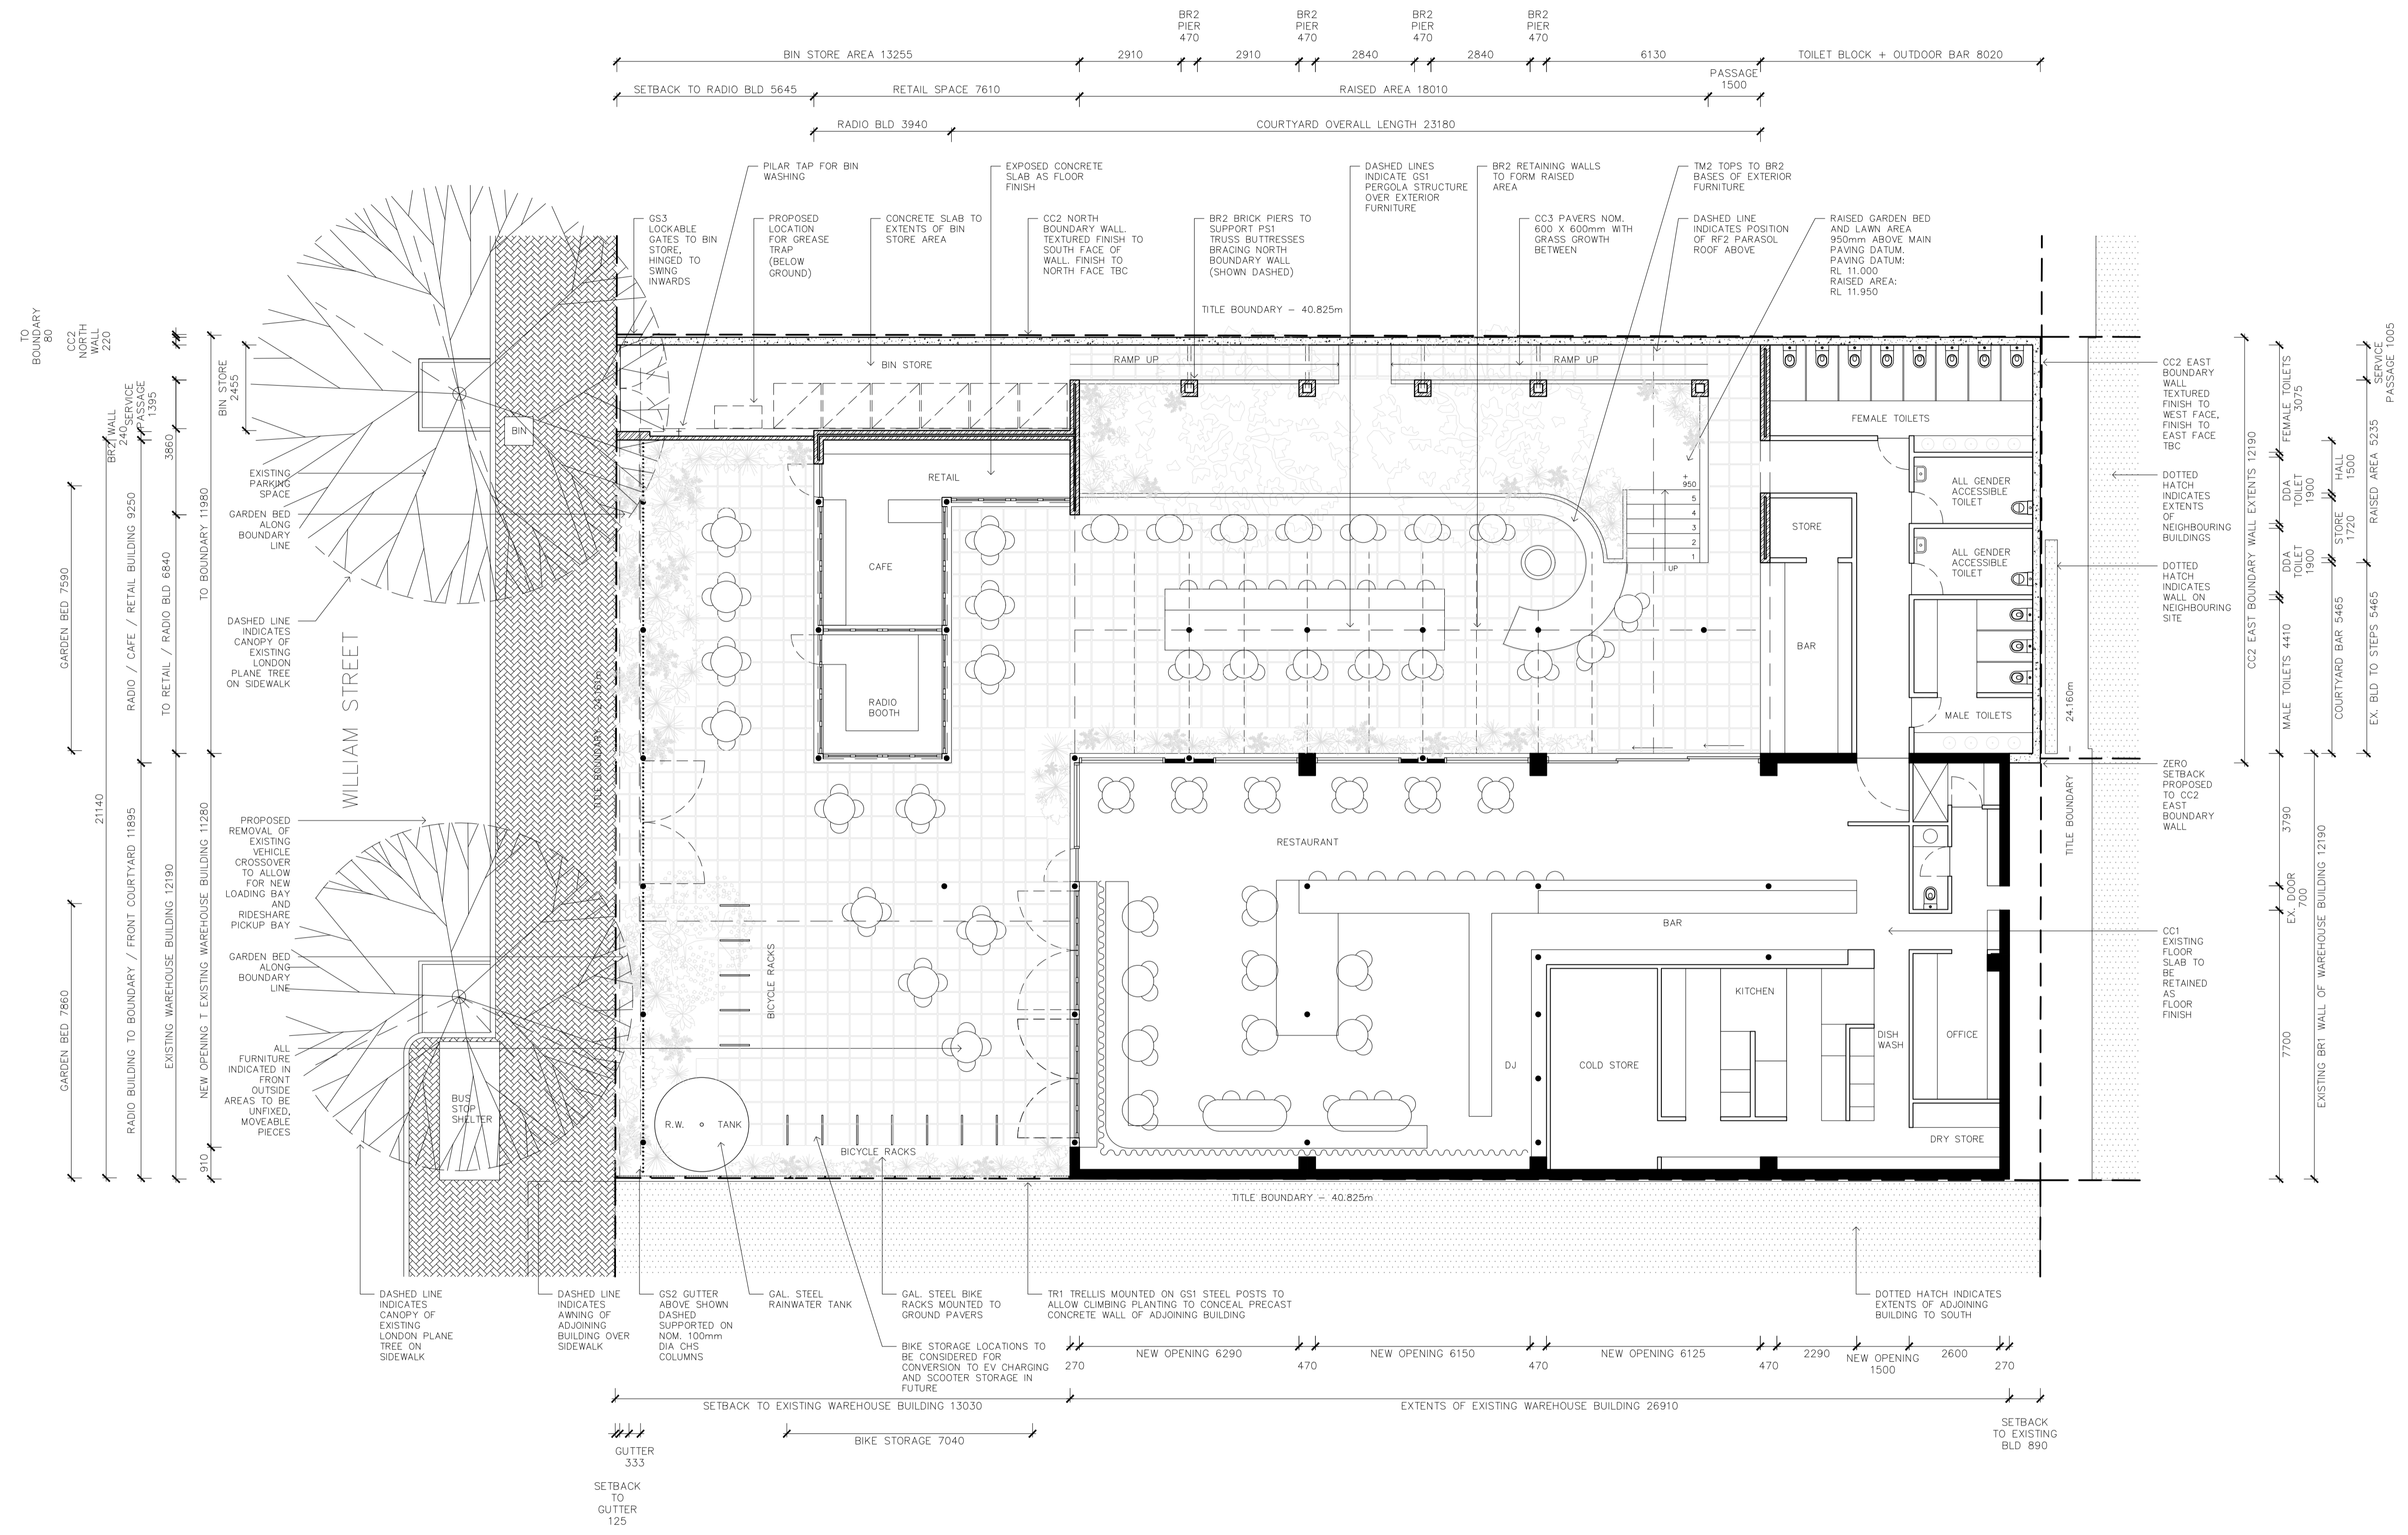 BR2
PIER
470
BR2
PIER
470
BR2
PIER
470
BR2
PIER
470
BIN STORE AREA 13255
2910
2910
2840
2840
6130
TOILET BLOCK + OUTDOOR BAR 8020
SETBACK TO RADIO BLD 5645
RETAIL SPACE 7610
RAISED AREA 18010
PASSAGE
1500
RADIO BLD 3940
COURTYARD OVERALL LENGTH 23180
PILAR TAP FOR BIN
WASHING
EXPOSED CONCRETE
SLAB AS FLOOR
FINISH
DASHED LINES
INDICATE GS1
PERGOLA STRUCTURE
OVER EXTERIOR
FURNITURE
BR2 RETAINING WALLS
TO FORM RAISED
AREA
TM2 TOPS TO BR2
BASES OF EXTERIOR
FURNITURE
GS3
LOCKABLE
GATES TO BIN
STORE,
HINGED TO
SWING
INWARDS
PROPOSED
LOCATION
FOR GREASE
TRAP
(BELOW
GROUND)
CONCRETE SLAB TO
EXTENTS OF BIN
STORE AREA
CC2 NORTH
BOUNDARY WALL.
TEXTURED FINISH TO
SOUTH FACE OF
WALL. FINISH TO
NORTH FACE TBC
BR2 BRICK PIERS TO
SUPPORT PS1
TRUSS BUTTRESSES
BRACING NORTH
BOUNDARY WALL
(SHOWN DASHED)
CC3 PAVERS NOM.
600 X 600mm WITH
GRASS GROWTH
BETWEEN
DASHED LINE
INDICATES POSITION
OF RF2 PARASOL
ROOF ABOVE
RAISED GARDEN BED
AND LAWN AREA
950mm ABOVE MAIN
PAVING DATUM.
PAVING DATUM:
RL 11.000
RAISED AREA:
RL 11.950
TITLE BOUNDARY – 40.825m
TO
BOUNDARY
80
CC2
NORTH
WALL
220
BR2 WALL
240
SERVICE
PASSAGE
1395
3860
BIN STORE
2455
GARDEN BED 7590
GARDEN BED 7860
21140
RADIO / CAFE / RETAIL BUILDING 9250
RADIO BUILDING TO BOUNDARY / FRONT COURTYARD 11895
TO RETAIL / RADIO BLD 6840
EXISTING WAREHOUSE BUILDING 12190
TO BOUNDARY 11980
NEW OPENING T EXISTING WAREHOUSE BUILDING 11280
910
EXISTING
PARKING
SPACE
GARDEN BED
ALONG
BOUNDARY
LINE
DASHED LINE
INDICATES
CANOPY OF
EXISTING
LONDON
PLANE TREE
ON SIDEWALK
PROPOSED
REMOVAL OF
EXISTING
VEHICLE
CROSSOVER
TO ALLOW
FOR NEW
LOADING BAY
AND
RIDESHARE
PICKUP BAY
GARDEN BED
ALONG
BOUNDARY
LINE
ALL
FURNITURE
INDICATED IN
FRONT
OUTSIDE
AREAS TO BE
UNFIXED,
MOVEABLE
PIECES
WILLIAM STREET
BIN
BUS
STOP
SHELTER
TITLE BOUNDARY – 24.161m
BIN STORE
RAMP UP
RAMP UP
RETAIL
CAFE
RADIO
BOOTH
+
950
5
4
3
2
1
UP
FEMALE TOILETS
ALL GENDER
ACCESSIBLE
TOILET
ALL GENDER
ACCESSIBLE
TOILET
STORE
BAR
MALE TOILETS
RESTAURANT
BAR
KITCHEN
COLD STORE
DISH
WASH
OFFICE
DJ
DRY STORE
BICYCLE RACKS
R.W.
TANK
BICYCLE RACKS
TITLE BOUNDARY – 24.160m
CC2 EAST
BOUNDARY
WALL
TEXTURED
FINISH TO
WEST FACE,
FINISH TO
EAST FACE
TBC
DOTTED
HATCH
INDICATES
EXTENTS
OF
NEIGHBOURING
BUILDINGS
DOTTED
HATCH
INDICATES
WALL ON
NEIGHBOURING
SITE
ZERO
SETBACK
PROPOSED
TO CC2
EAST
BOUNDARY
WALL
CC1
EXISTING
FLOOR
SLAB TO
BE
RETAINED
AS
FLOOR
FINISH
CC2 EAST BOUNDARY WALL EXTENTS 12190
FEMALE TOILETS
3075
DDA
TOILET
1900
DDA
TOILET
1900
MALE TOILETS 4410
3790
EX. DOOR
700
7700
HALL
1500
STORE
1720
COURTYARD BAR 5465
EXISTING BR1 WALL OF WAREHOUSE BUILDING 12190
SERVICE
PASSAGE 1005
RAISED AREA 5235
EX. BLD TO STEPS 5465
TITLE BOUNDARY – 40.825m
DASHED LINE
INDICATES
CANOPY OF
EXISTING
LONDON PLANE
TREE ON
SIDEWALK
DASHED LINE
INDICATES
AWNING OF
ADJOINING
BUILDING OVER
SIDEWALK
GS2 GUTTER
ABOVE SHOWN
DASHED
SUPPORTED ON
NOM. 100mm
DIA CHS
COLUMNS
GAL. STEEL
RAINWATER TANK
GAL. STEEL BIKE
RACKS MOUNTED TO
GROUND PAVERS
BIKE STORAGE LOCATIONS TO
BE CONSIDERED FOR
CONVERSION TO EV CHARGING
AND SCOOTER STORAGE IN
FUTURE
TR1 TRELLIS MOUNTED ON GS1 STEEL POSTS TO
ALLOW CLIMBING PLANTING TO CONCEAL PRECAST
CONCRETE WALL OF ADJOINING BUILDING
DOTTED HATCH INDICATES
EXTENTS OF ADJOINING
BUILDING TO SOUTH
270
NEW OPENING 6290
470
NEW OPENING 6150
470
NEW OPENING 6125
470
2290
NEW OPENING
1500
2600
270
SETBACK TO EXISTING WAREHOUSE BUILDING 13030
EXTENTS OF EXISTING WAREHOUSE BUILDING 26910
SETBACK
TO EXISTING
BLD 890
GUTTER
333
BIKE STORAGE 7040
SETBACK
TO
GUTTER
125